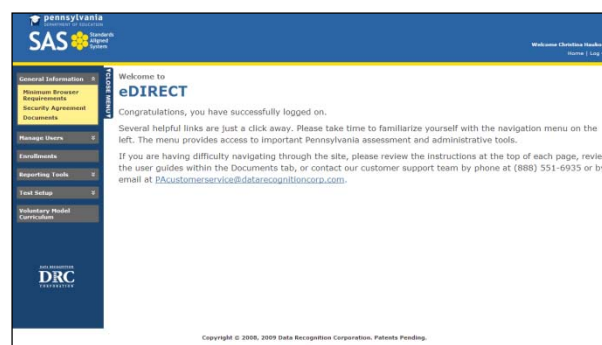 pennsylvania
DEPARTMENT OF EDUCATION
SAS
Standards
Aligned
System
Welcome Christina
Home | Log
General Information
Minimum Browser
Requirements
Security Agreement
Documents
Manage Users
Enrollments
Reporting Tools
Test Setup
Voluntary Model
Curriculum
CLOSE MENU
Welcome to
eDIRECT
Congratulations, you have successfully logged on.
Several helpful links are just a click away. Please take time to familiarize yourself with the navigation menu on the
left. The menu provides access to important Pennsylvania assessment and administrative tools.
If you are having difficulty navigating through the site, please review the instructions at the top of each page, revie
the user guides within the Documents tab, or contact our customer support team by phone at (888) 551-6935 or by
email at PAcustomerservice@datarecognitioncorp.com.
DATA RECOGNITION
DRC
CORPORATION
Copyright © 2008, 2009 Data Recognition Corporation. Patents Pending.